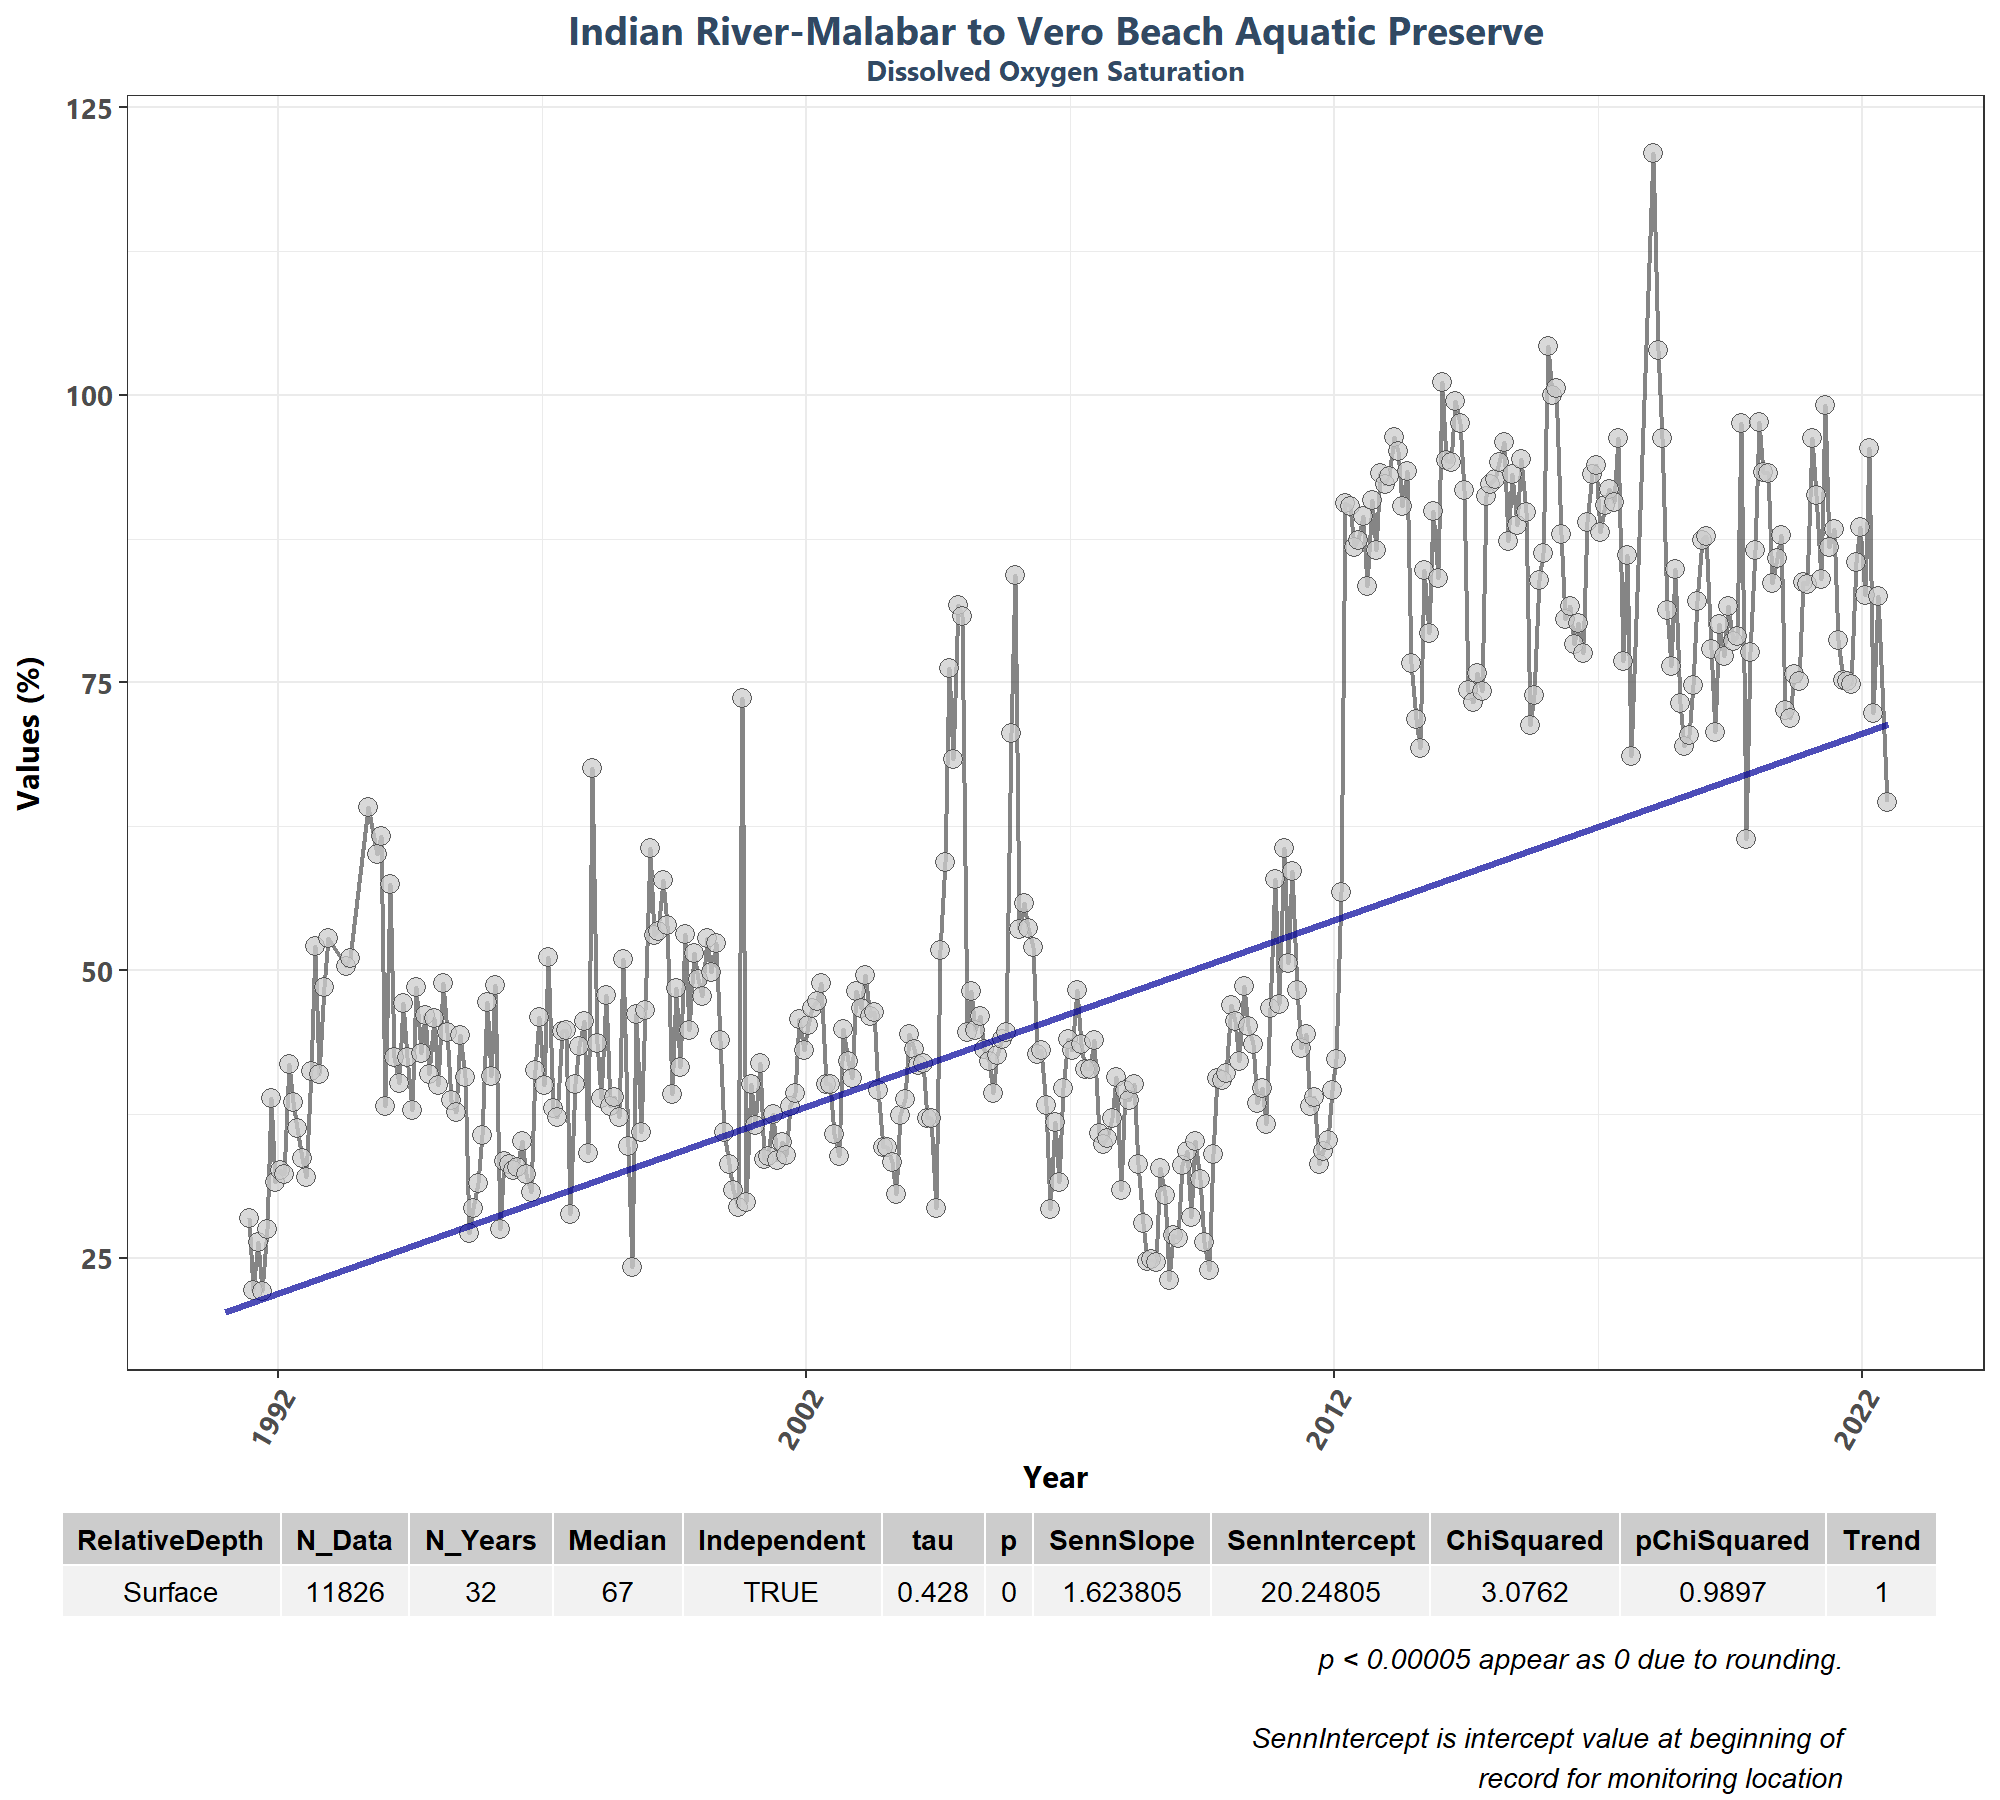 Indian River-Malabar to Vero Beach Aquatic Preserve
Dissolved Oxygen Saturation
125
100
75
50
25
Values (%)
1992 2002 2012 2022
Year
RelativeDepth N_Data N_Years Median Independent tau p SennSlope SennIntercept ChiSquared pChiSquared Trend
Surface 11826 32 67 TRUE 0.428 0 1.623805 20.24805 3.0762 0.9897 1
p < 0.00005 appear as 0 due to rounding.
SennIntercept is intercept value at beginning of
record for monitoring location